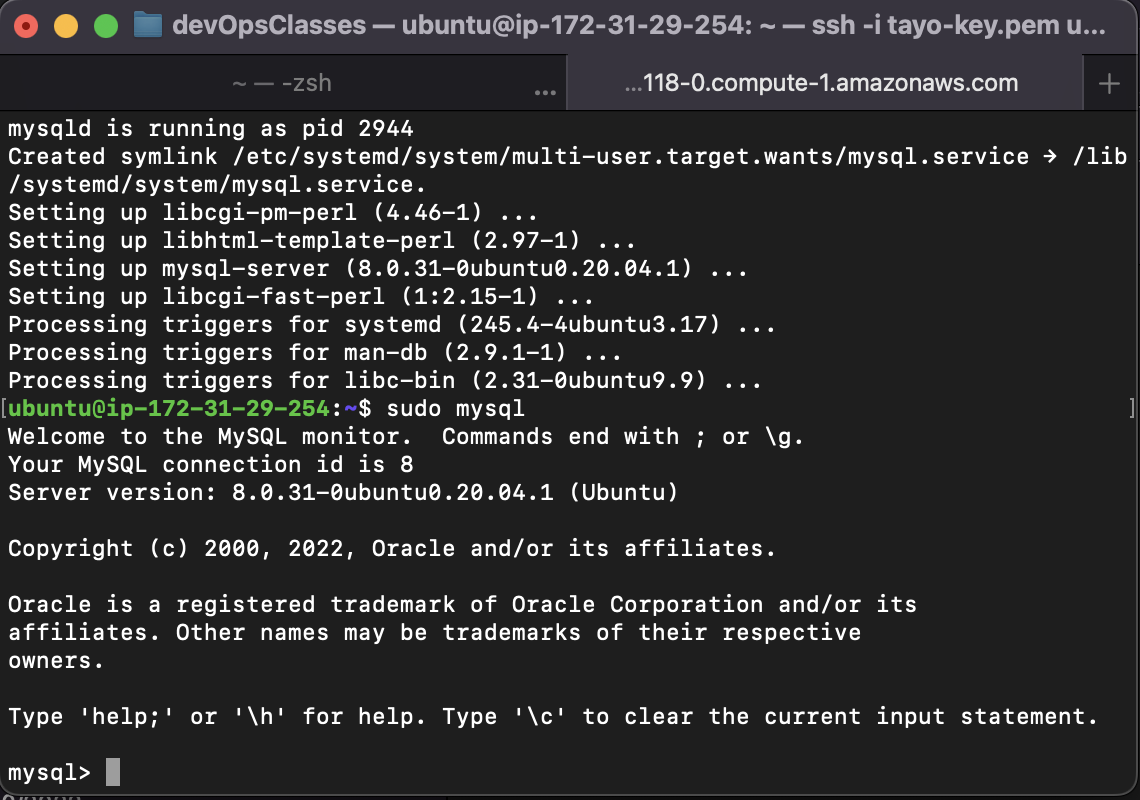 devOpsClasses — ubuntu@ip-172-31-29-254: ~ — ssh -i tayo-key.pem u...
~ — -zsh ...
...118-0.compute-1.amazonaws.com +
mysqld is running as pid 2944
Created symlink /etc/systemd/system/multi-user.target.wants/mysql.service → /lib
/systemd/system/mysql.service.
Setting up libcgi-pm-perl (4.46-1) ...
Setting up libhtml-template-perl (2.97-1) ...
Setting up mysql-server (8.0.31-0ubuntu0.20.04.1) ...
Setting up libcgi-fast-perl (1:2.15-1) ...
Processing triggers for systemd (245.4-4ubuntu3.17) ...
Processing triggers for man-db (2.9.1-1) ...
Processing triggers for libc-bin (2.31-0ubuntu9.9) ...
[ubuntu@ip-172-31-29-254:~$ sudo mysql ]
Welcome to the MySQL monitor.  Commands end with ; or \g.
Your MySQL connection id is 8
Server version: 8.0.31-0ubuntu0.20.04.1 (Ubuntu)
Copyright (c) 2000, 2022, Oracle and/or its affiliates.
Oracle is a registered trademark of Oracle Corporation and/or its
affiliates. Other names may be trademarks of their respective
owners.
Type 'help;' or '\h' for help. Type '\c' to clear the current input statement.
mysql>